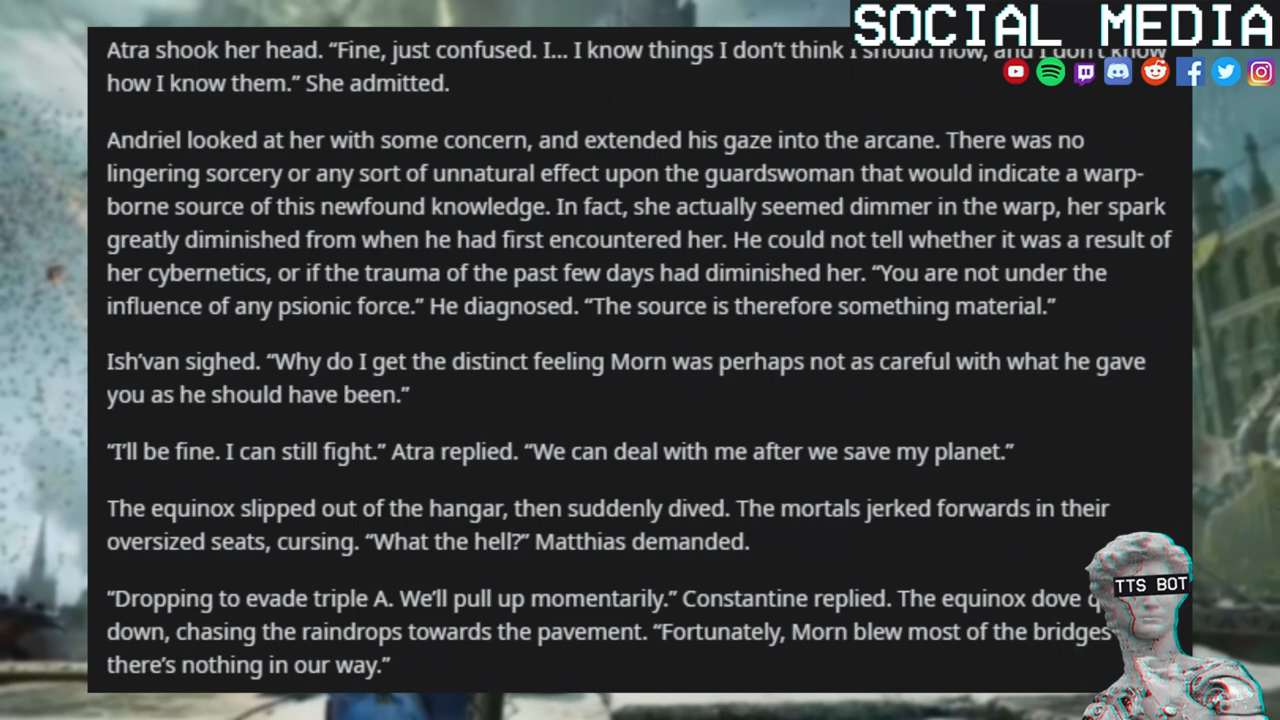 SOCIAL MEDIA
Atra shook her head. “Fine, just confused. I... I know things I don’t think I should now, and I don’t know
how I know them.” She admitted.
Andriel looked at her with some concern, and extended his gaze into the arcane. There was no
lingering sorcery or any sort of unnatural effect upon the guardswoman that would indicate a warp-
borne source of this newfound knowledge. In fact, she actually seemed dimmer in the warp, her spark
greatly diminished from when he had first encountered her. He could not tell whether it was a result of
her cybernetics, or if the trauma of the past few days had diminished her. “You are not under the
influence of any psionic force.” He diagnosed. “The source is therefore something material.”
Ish’van sighed. “Why do I get the distinct feeling Morn was perhaps not as careful with what he gave
you as he should have been.”
“I’ll be fine. I can still fight.” Atra replied. “We can deal with me after we save my planet.”
The equinox slipped out of the hangar, then suddenly dived. The mortals jerked forwards in their
oversized seats, cursing. “What the hell?” Matthias demanded.
“Dropping to evade triple A. We’ll pull up momentarily.” Constantine replied. The equinox dove
down, chasing the raindrops towards the pavement. “Fortunately, Morn blew most of the bridges
there’s nothing in our way.”
TTS BOT